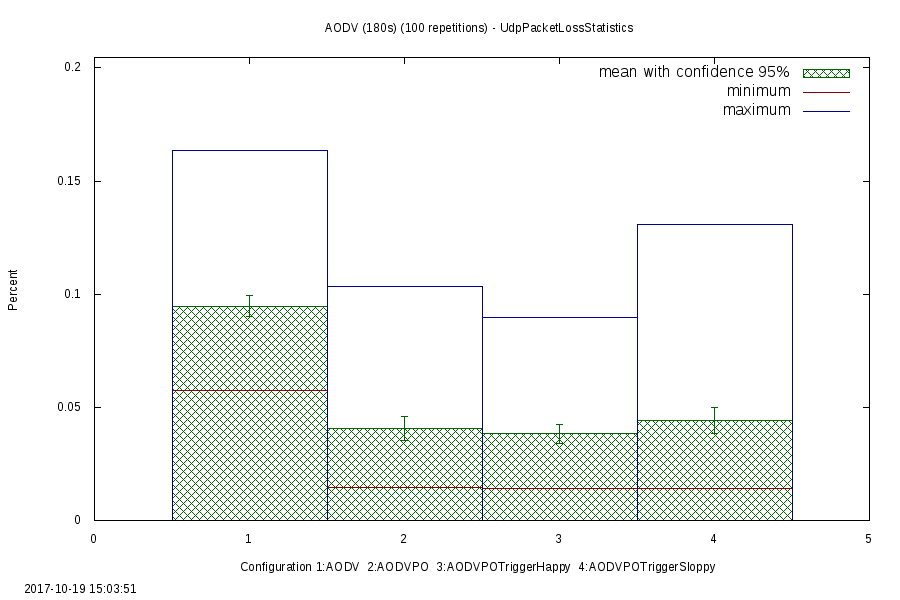 AODV (180s) (100 repetitions) - UdpPacketLossStatistics
0.2
0.15
0.1
0.05
0
Percent
mean with confidence 95%
minimum
maximum
0 1 2 3 4 5
Configuration 1:AODV 2:AODVPO 3:AODVPOTriggerHappy 4:AODVPOTriggerSloppy
2017-10-19 15:03:51